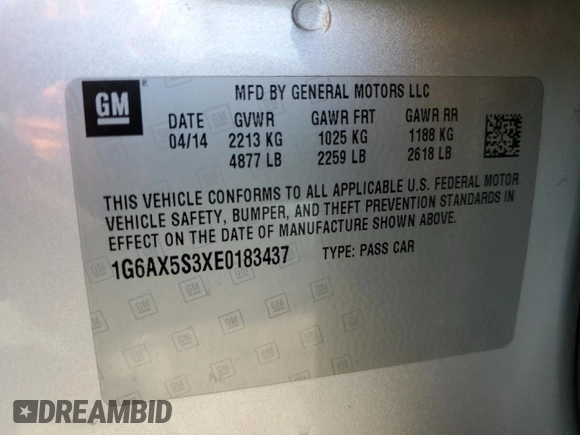 GM
MFD BY GENERAL MOTORS LLC
DATE GVWR GAWR FRT GAWR RR
04/14 2213 KG 1025 KG 1188 KG
4877 LB 2259 LB 2618 LB
THIS VEHICLE CONFORMS TO ALL APPLICABLE U.S. FEDERAL MOTOR
VEHICLE SAFETY, BUMPER, AND THEFT PREVENTION STANDARDS IN
EFFECT ON THE DATE OF MANUFACTURE SHOWN ABOVE.
1G6AX5S3XE0183437 TYPE: PASS CAR
DREAMBID